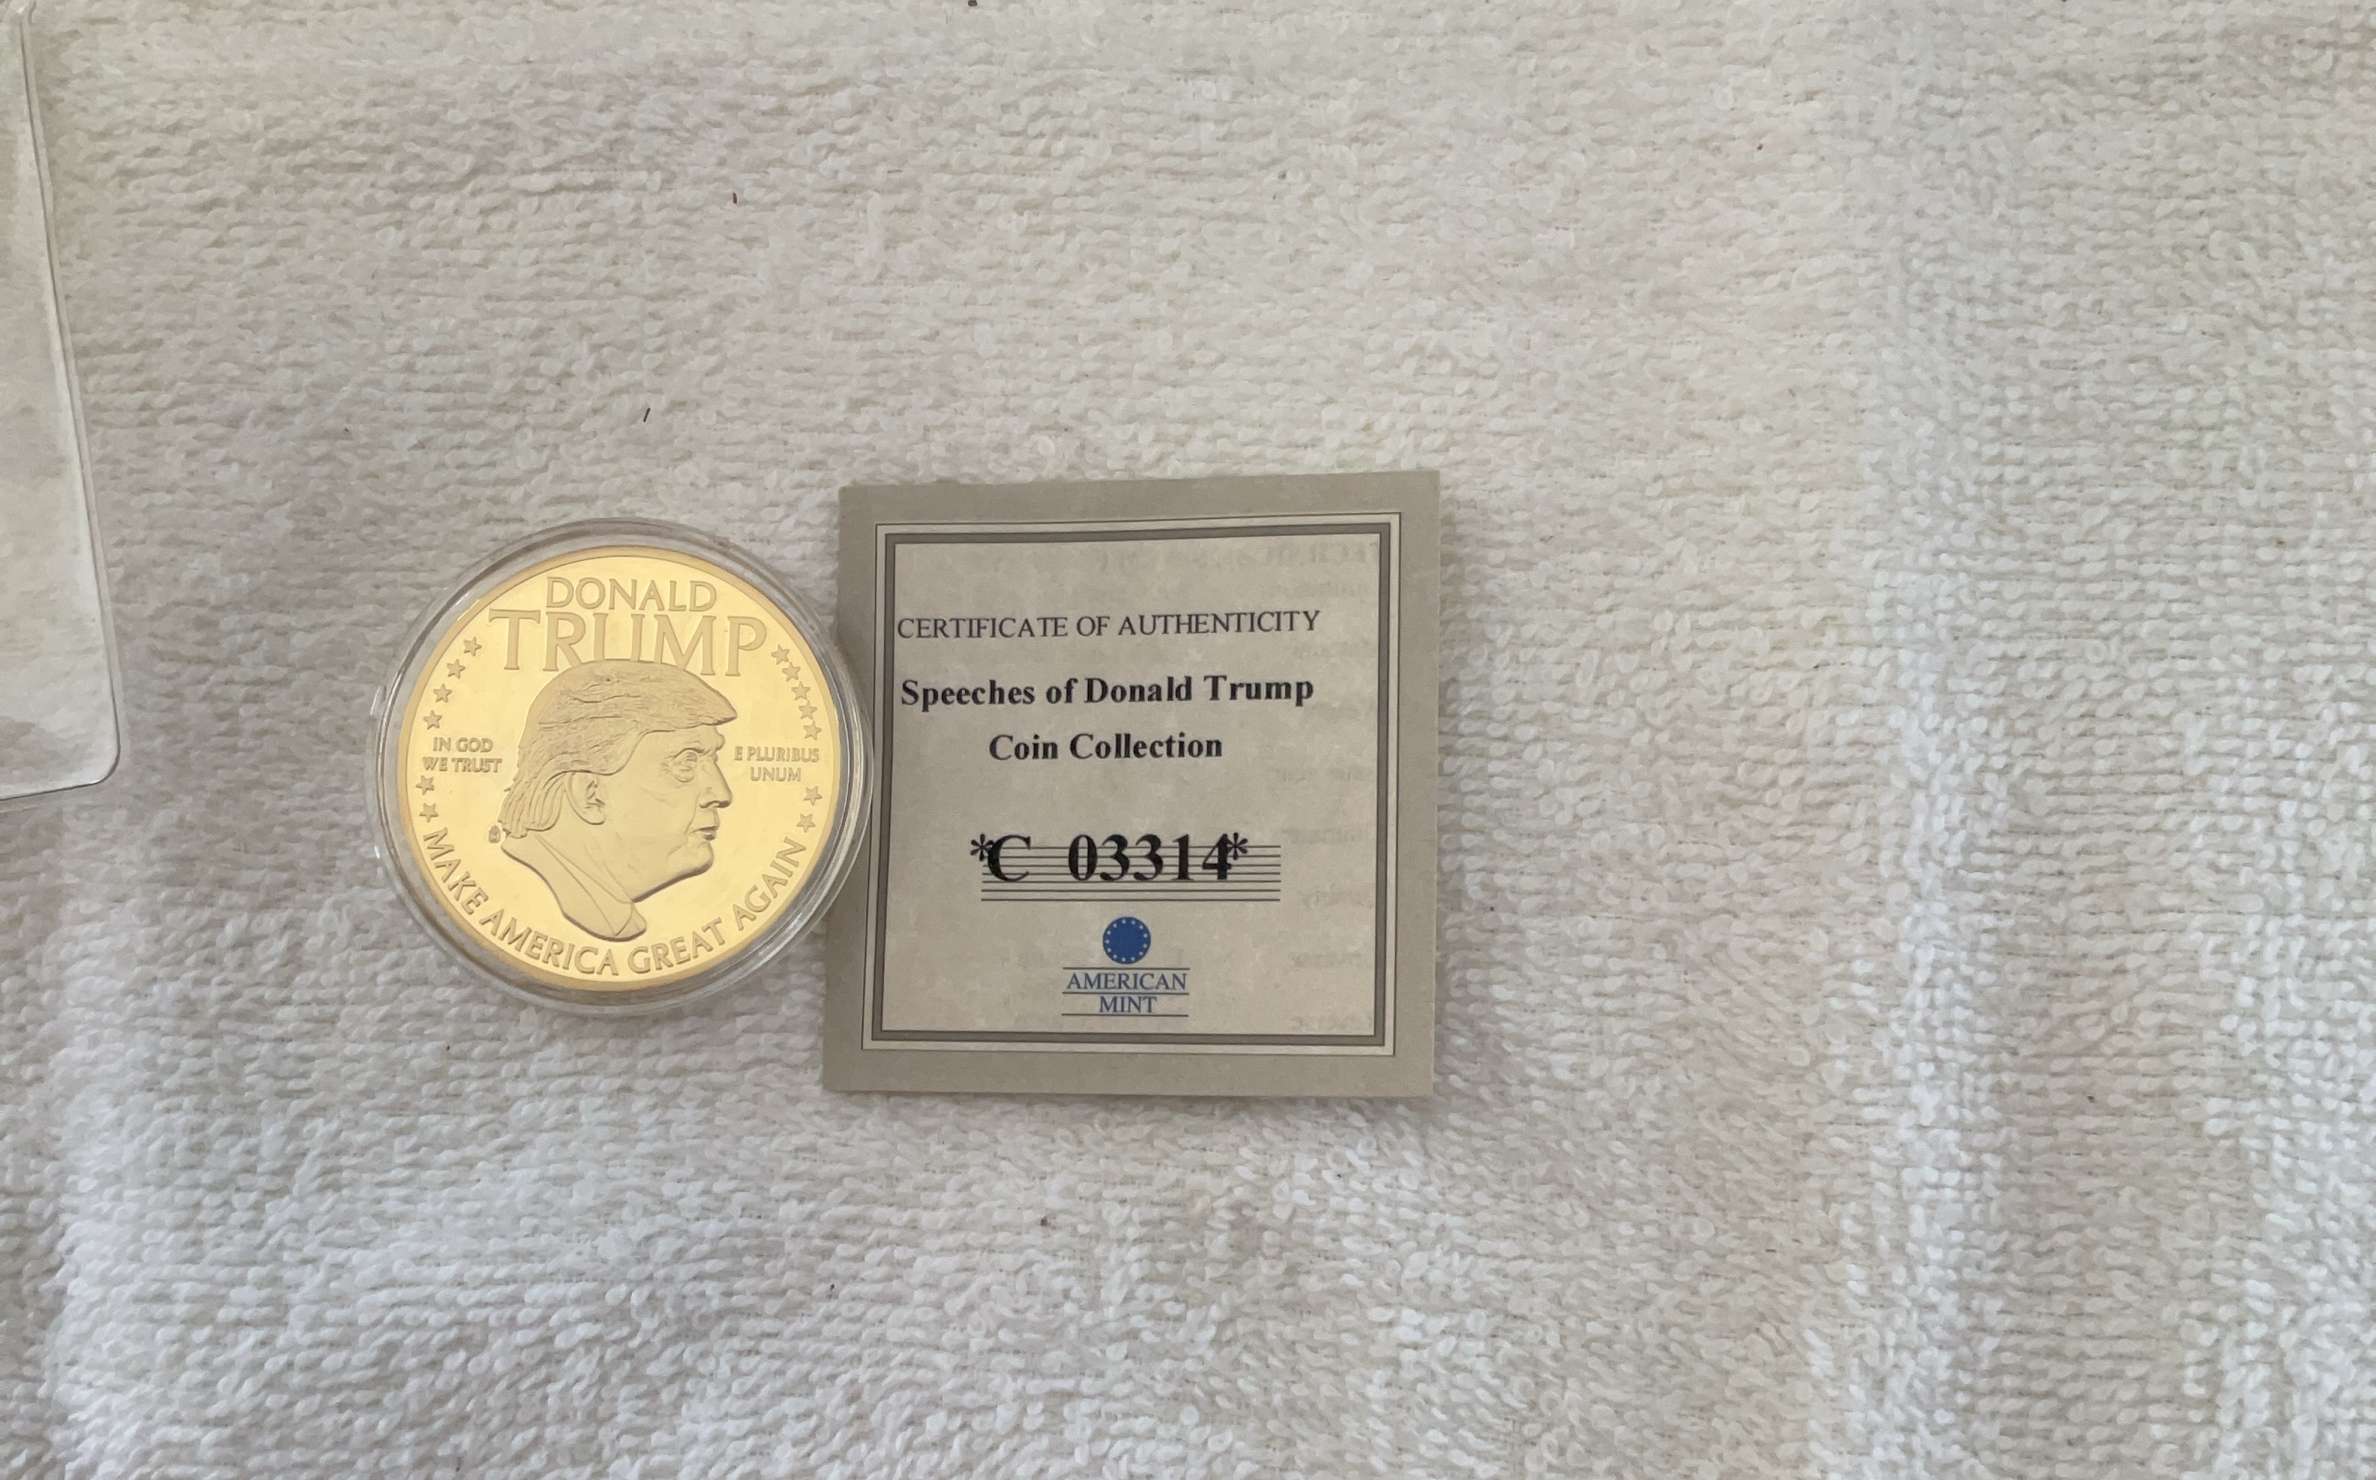 DONALD
TRUMP
IN GOD
WE TRUST
E PLURIBUS
UNUM
MAKE AMERICA GREAT AGAIN
CERTIFICATE OF AUTHENTICITY
Speeches of Donald Trump
Coin Collection
*C 03314*
AMERICAN
MINT